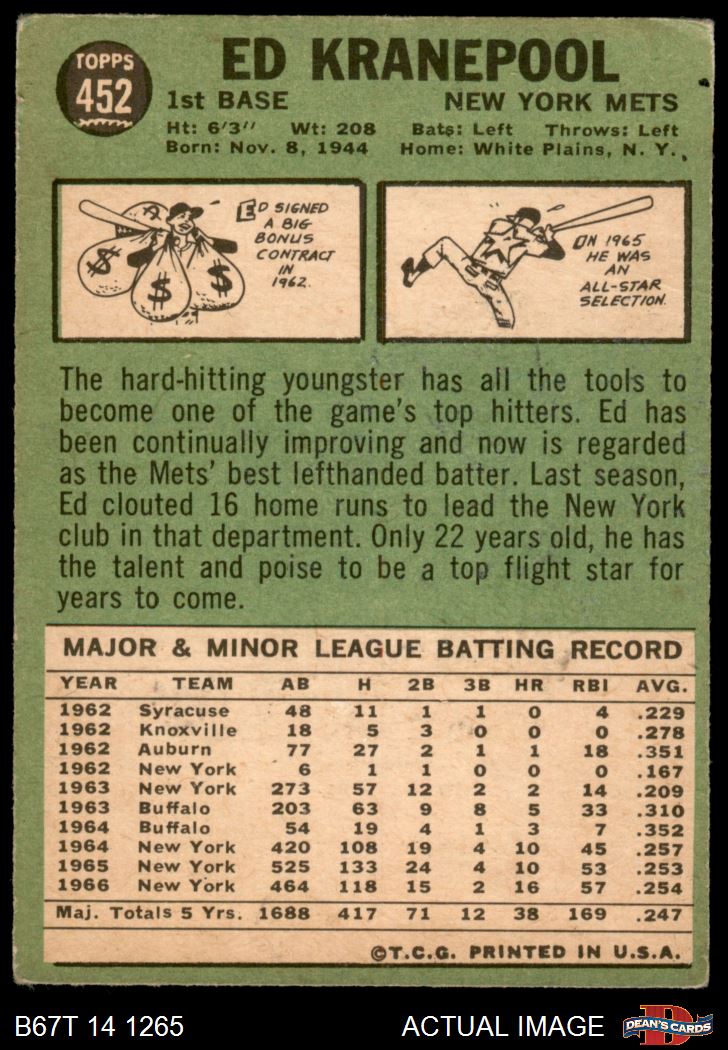 TOPPS
452
ED KRANEPOOL
1st BASE NEW YORK METS
Ht: 6'3" Wt: 208 Bats: Left Throws: Left
Born: Nov. 8, 1944 Home: White Plains, N. Y.
ED SIGNED
A BIG
BONUS
CONTRACT
IN
1962.
$ $ $
IN 1965
HE WAS
AN
ALL-STAR
SELECTION.
The hard-hitting youngster has all the tools to
become one of the game's top hitters. Ed has
been continually improving and now is regarded
as the Mets' best lefthanded batter. Last season,
Ed clouted 16 home runs to lead the New York
club in that department. Only 22 years old, he has
the talent and poise to be a top flight star for
years to come.
MAJOR & MINOR LEAGUE BATTING RECORD
YEAR TEAM AB H 2B 3B HR RBI AVG.
1962 Syracuse 48 11 1 1 0 4 .229
1962 Knoxville 18 5 3 0 0 0 .278
1962 Auburn 77 27 2 1 1 18 .351
1962 New York 6 1 1 0 0 0 .167
1963 New York 273 57 12 2 2 14 .209
1963 Buffalo 203 63 9 8 5 33 .310
1964 Buffalo 54 19 4 1 3 7 .352
1964 New York 420 108 19 4 10 45 .257
1965 New York 525 133 24 4 10 53 .253
1966 New York 464 118 15 2 16 57 .254
Maj. Totals 5 Yrs. 1688 417 71 12 38 169 .247
©T.C.G. PRINTED IN U.S.A.
B67T 14 1265 ACTUAL IMAGE
D
DEAN'S CARDS